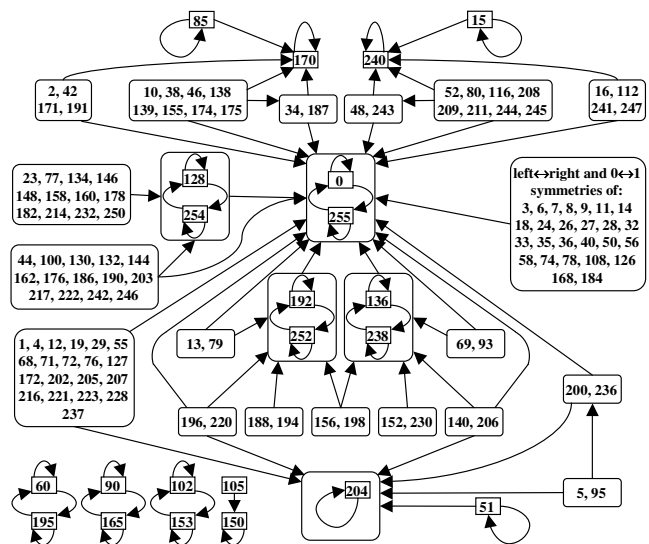 85
15
170
240
2, 42
171, 191
10, 38, 46, 138
139, 155, 174, 175
34, 187
48, 243
52, 80, 116, 208
209, 211, 244, 245
16, 112
241, 247
23, 77, 134, 146
148, 158, 160, 178
182, 214, 232, 250
128
254
0
255
left↔right and 0↔1
symmetries of:
3, 6, 7, 8, 9, 11, 14
18, 24, 26, 27, 28, 32
33, 35, 36, 40, 50, 56
58, 74, 78, 108, 126
168, 184
44, 100, 130, 132, 144
162, 176, 186, 190, 203
217, 222, 242, 246
192
252
136
238
13, 79
69, 93
1, 4, 12, 19, 29, 55
68, 71, 72, 76, 127
172, 202, 205, 207
216, 221, 223, 228
237
196, 220
188, 194
156, 198
152, 230
140, 206
200, 236
60
195
90
165
102
153
105
150
204
51
5, 95